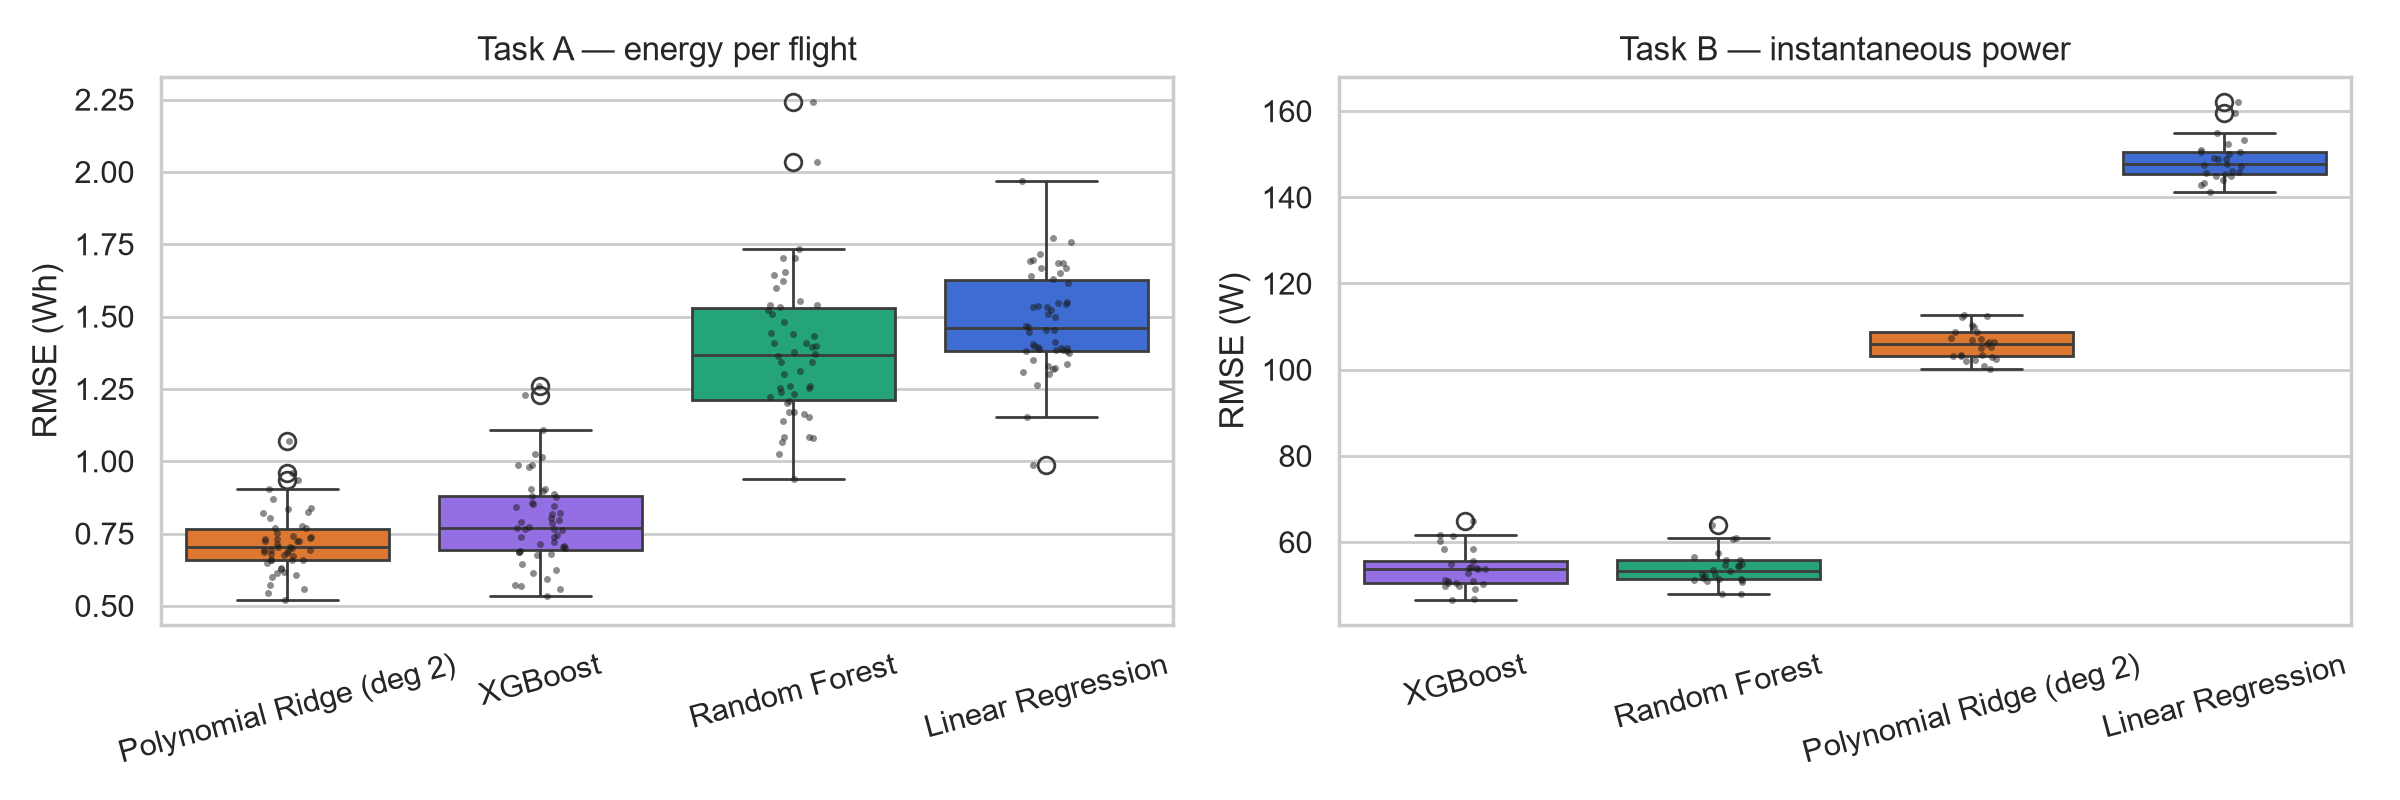 Task A — energy per flight
RMSE (Wh)
2.25
2.00
1.75
1.50
1.25
1.00
0.75
0.50
Polynomial Ridge (deg 2)
XGBoost
Random Forest
Linear Regression
Task B — instantaneous power
RMSE (W)
160
140
120
100
80
60
XGBoost
Random Forest
Polynomial Ridge (deg 2)
Linear Regression